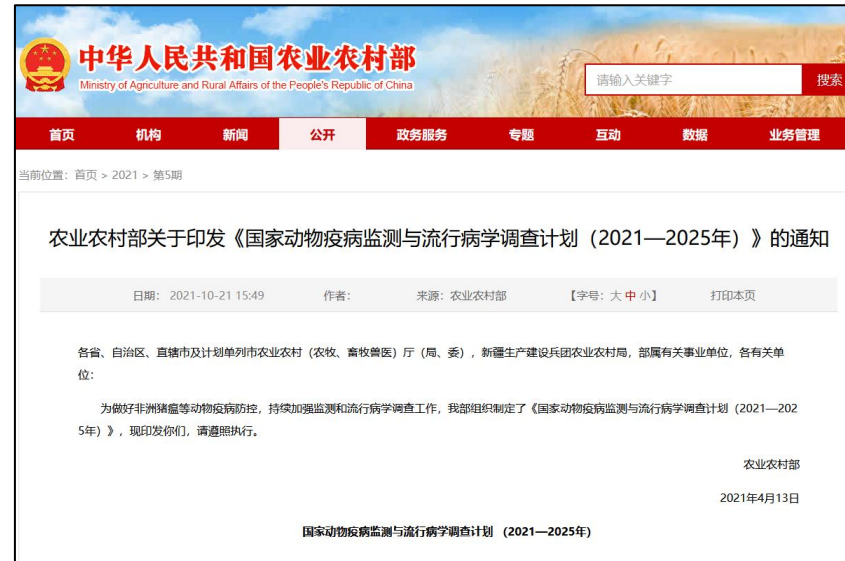 中华人民共和国农业农村部
Ministry of Agriculture and Rural Affairs of the People's Republic of China
请输入关键字
搜索
首页 机构 新闻 公开 政务服务 专题 互动 数据 业务管理
当前位置：首页 > 2021 > 第5期
农业农村部关于印发《国家动物疫病监测与流行病学调查计划（2021—2025年）》的通知
日期： 2021-10-21 15:49 作者： 来源：农业农村部 【字号：大 中 小】 打印本页
各省、自治区、直辖市及计划单列市农业农村（农牧、畜牧兽医）厅（局、委），新疆生产建设兵团农业农村局，部属有关事业单位，各有关单
位：
为做好非洲猪瘟等动物疫病防控，持续加强监测和流行病学调查工作，我部组织制定了《国家动物疫病监测与流行病学调查计划（2021—202
5年）》，现印发你们，请遵照执行。
农业农村部
2021年4月13日
国家动物疫病监测与流行病学调查计划 （2021—2025年）